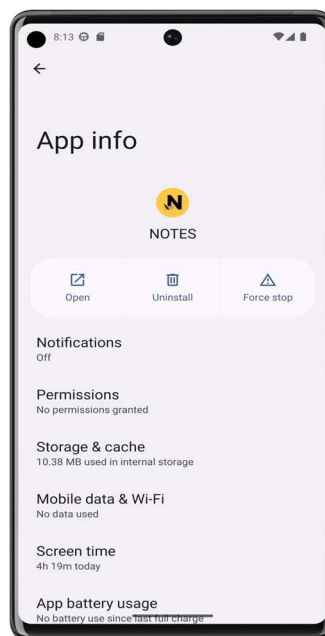 8:13
App info
N
NOTES
Open Uninstall Force stop
Notifications
Off
Permissions
No permissions granted
Storage & cache
10.38 MB used in internal storage
Mobile data & Wi-Fi
No data used
Screen time
4h 19m today
App battery usage
No battery use since last full charge